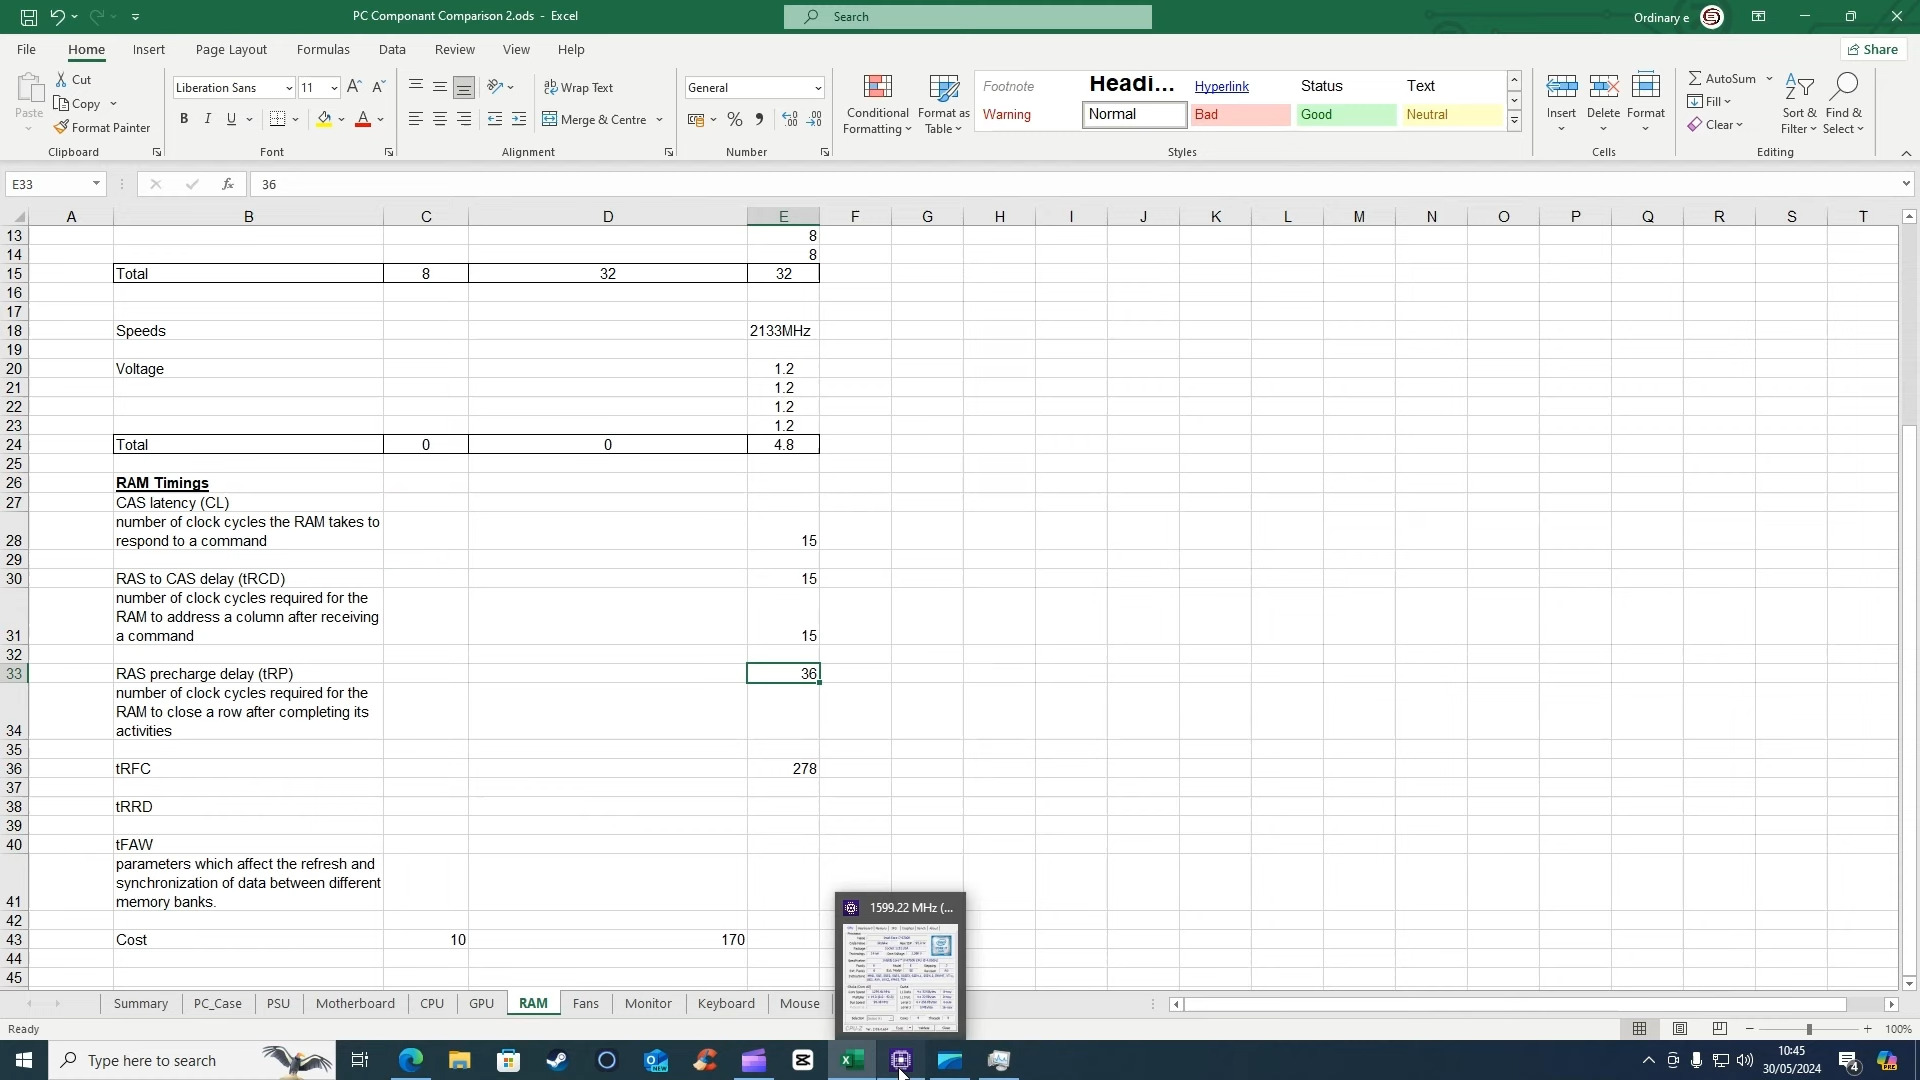 PC Componant Comparison 2.ods - Excel
Search
Ordinary e
File Home Insert Page Layout Formulas Data Review View Help
Share
Paste
Cut
Copy
Format Painter
Clipboard
Liberation Sans 11
B I U
Font
Wrap Text
Merge & Centre
Alignment
General
Number
Conditional Formatting
Format as Table
Footnote Headi... Hyperlink Status Text
Warning Normal Bad Good Neutral
Styles
Insert Delete Format
Cells
AutoSum
Fill
Clear
Sort & Filter
Find & Select
Editing
E33 fx 36
A B C D E F G H I J K L M N O P Q R S T
13 8
14 8
15 Total 8 32 32
16
17
18 Speeds 2133MHz
19
20 Voltage 1.2
21 1.2
22 1.2
23 1.2
24 Total 0 0 4.8
25
26 RAM Timings
27 CAS latency (CL)
number of clock cycles the RAM takes to
28 respond to a command 15
29
30 RAS to CAS delay (tRCD) 15
number of clock cycles required for the
RAM to address a column after receiving
31 a command 15
32
33 RAS precharge delay (tRP) 36
number of clock cycles required for the
RAM to close a row after completing its
34 activities
35
36 tRFC 278
37
38 tRRD
39
40 tFAW
parameters which affect the refresh and
synchronization of data between different
41 memory banks.
42
43 Cost 10 170
44
45
1599.22 MHz (...
Summary PC_Case PSU Motherboard CPU GPU RAM Fans Monitor Keyboard Mouse
Ready
100%
Type here to search
10:45
30/05/2024
4